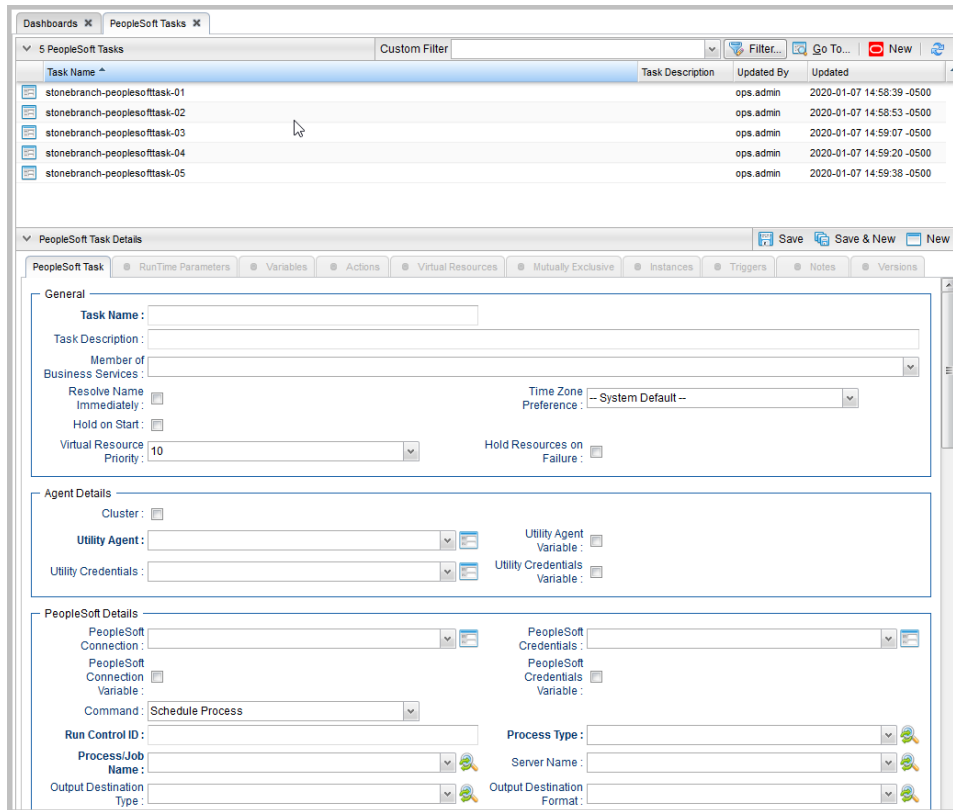 Dashboards PeopleSoft Tasks
5 PeopleSoft Tasks Custom Filter Filter... Go To... New
Task Name Task Description Updated By Updated
stonebranch-peoplesofttask-01 ops.admin 2020-01-07 14:58:39 -0500
stonebranch-peoplesofttask-02 ops.admin 2020-01-07 14:58:53 -0500
stonebranch-peoplesofttask-03 ops.admin 2020-01-07 14:59:07 -0500
stonebranch-peoplesofttask-04 ops.admin 2020-01-07 14:59:20 -0500
stonebranch-peoplesofttask-05 ops.admin 2020-01-07 14:59:38 -0500
PeopleSoft Task Details Save Save & New New
PeopleSoft Task RunTime Parameters Variables Actions Virtual Resources Mutually Exclusive Instances Triggers Notes Versions
General
Task Name :
Task Description :
Member of
Business Services :
Resolve Name
Immediately :
Time Zone
Preference : -- System Default --
Hold on Start :
Virtual Resource
Priority : 10
Hold Resources on
Failure :
Agent Details
Cluster :
Utility Agent :
Utility Agent
Variable :
Utility Credentials :
Utility Credentials
Variable :
PeopleSoft Details
PeopleSoft
Connection :
PeopleSoft
Credentials :
PeopleSoft
Connection
Variable :
PeopleSoft
Credentials
Variable :
Command : Schedule Process
Run Control ID :
Process Type :
Process/Job
Name :
Server Name :
Output Destination
Type :
Output Destination
Format :